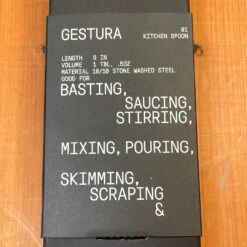 GESTURA
01
KITCHEN SPOON
LENGTH 9 IN
VOLUME 1 TBL, .5OZ
MATERIAL 18/10 STONE WASHED STEEL
GOOD FOR
BASTING,
SAUCING,
STIRRING,
MIXING, POURING,
SKIMMING,
SCRAPING
&